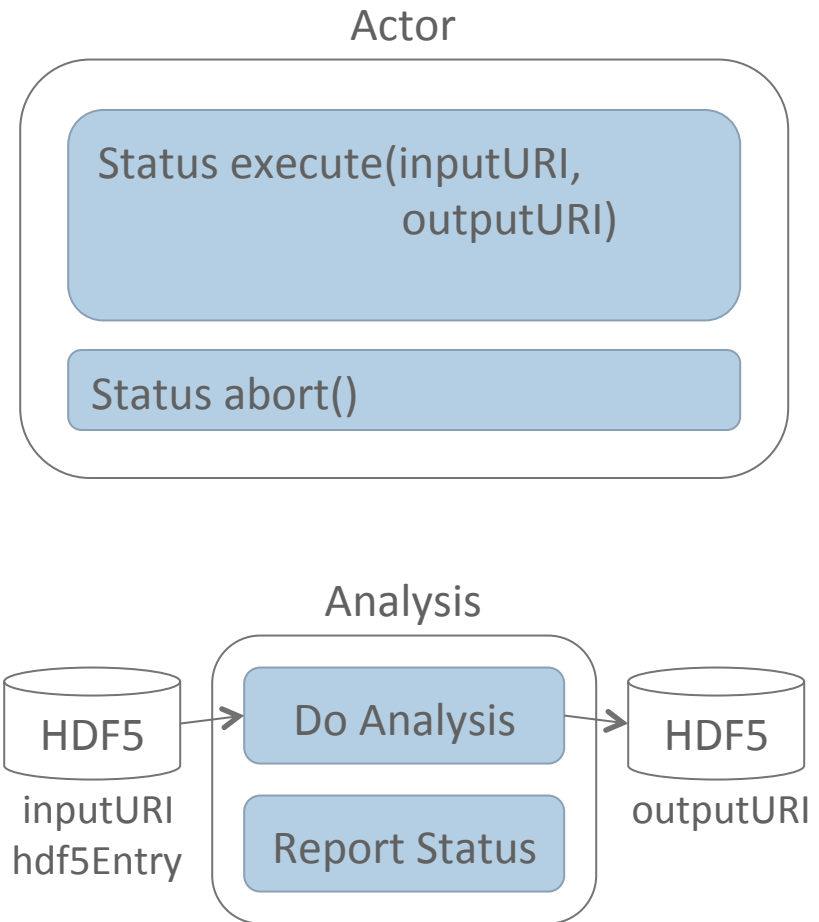 Actor
Status execute(inputURI,
outputURI)
Status abort()
Analysis
HDF5
Do Analysis
HDF5
inputURI
hdf5Entry
Report Status
outputURI